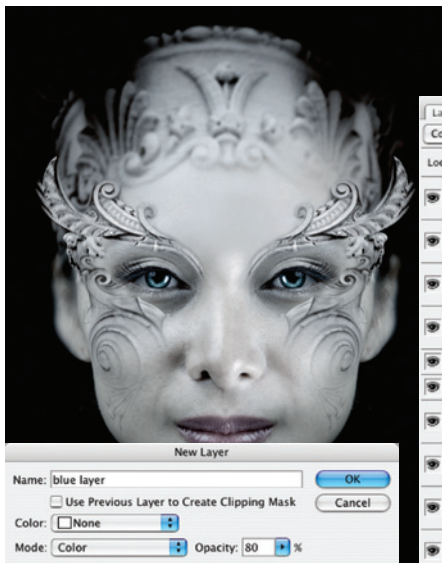 New Layer
Name: blue layer
OK
Use Previous Layer to Create Clipping Mask
Cancel
Color: None
Mode: Color
Opacity: 80 %